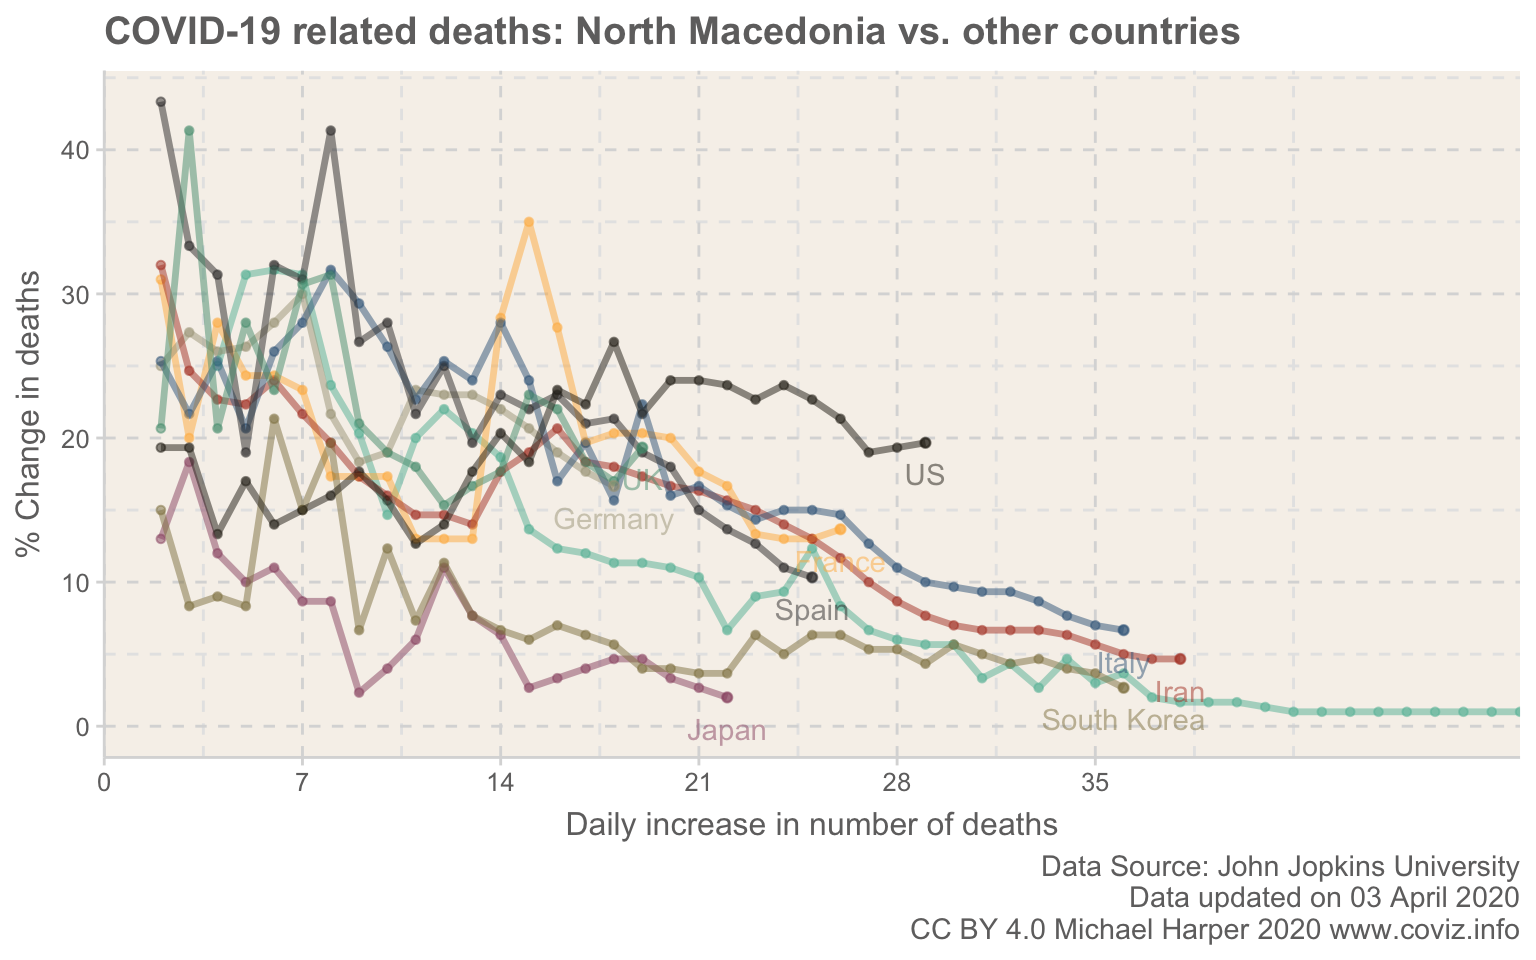 COVID-19 related deaths: North Macedonia vs. other countries
% Change in deaths
40
30
20
10
0
US
UK
Germany
France
Spain
Italy
Iran
South Korea
Japan
0 7 14 21 28 35
Daily increase in number of deaths
Data Source: John Jopkins University
Data updated on 03 April 2020
CC BY 4.0 Michael Harper 2020 www.coviz.info